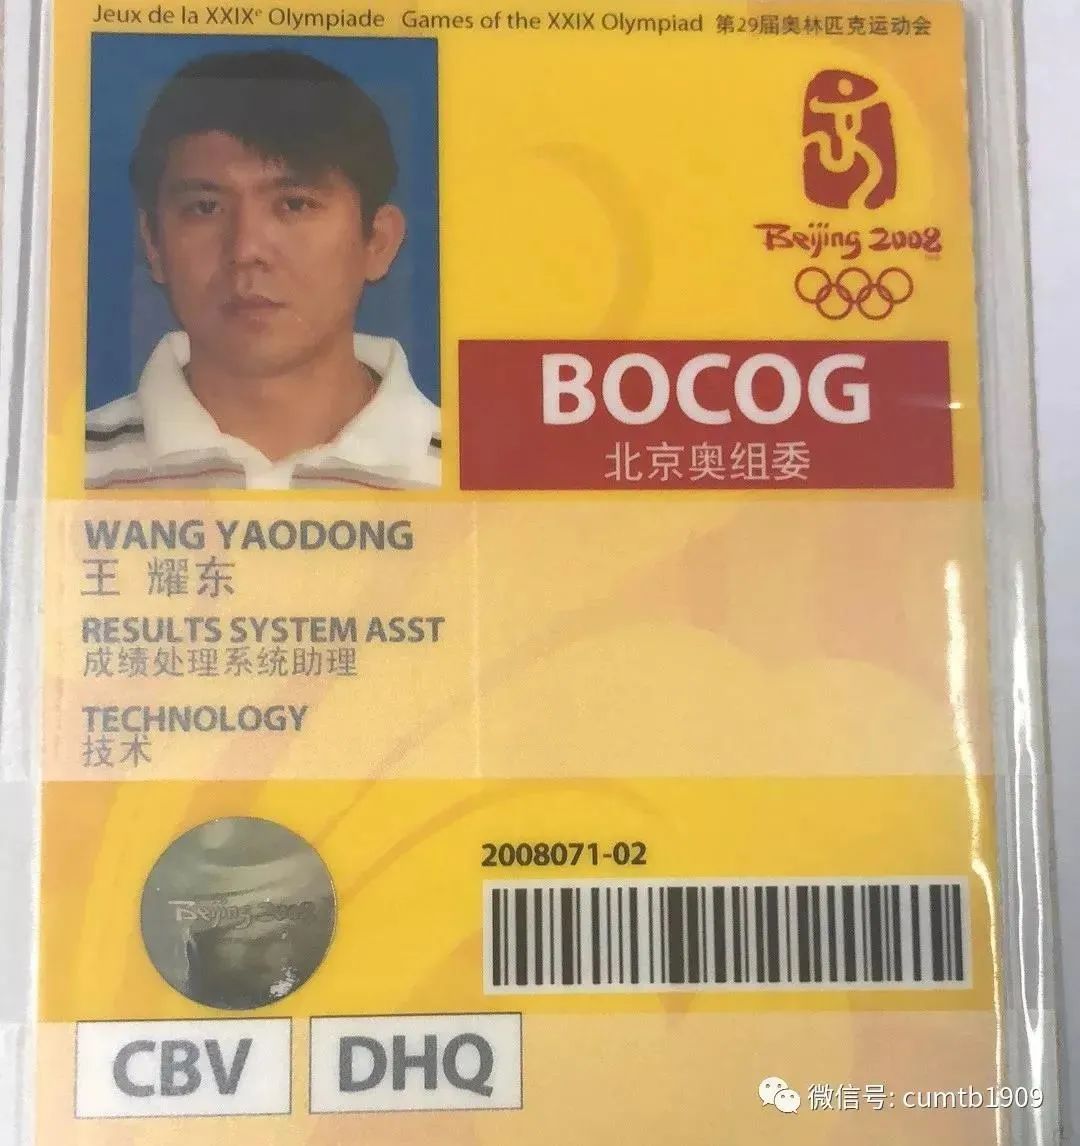 Jeux de la XXIXᵉ Olympiade Games of the XXIX Olympiad 第29届奥林匹克运动会
Beijing 2008
BOCOG
北京奥组委
WANG YAODONG
王 耀东
RESULTS SYSTEM ASST
成绩处理系统助理
TECHNOLOGY
技术
2008071-02
Beijing 2008
CBV DHQ
微信号: cumtb1909